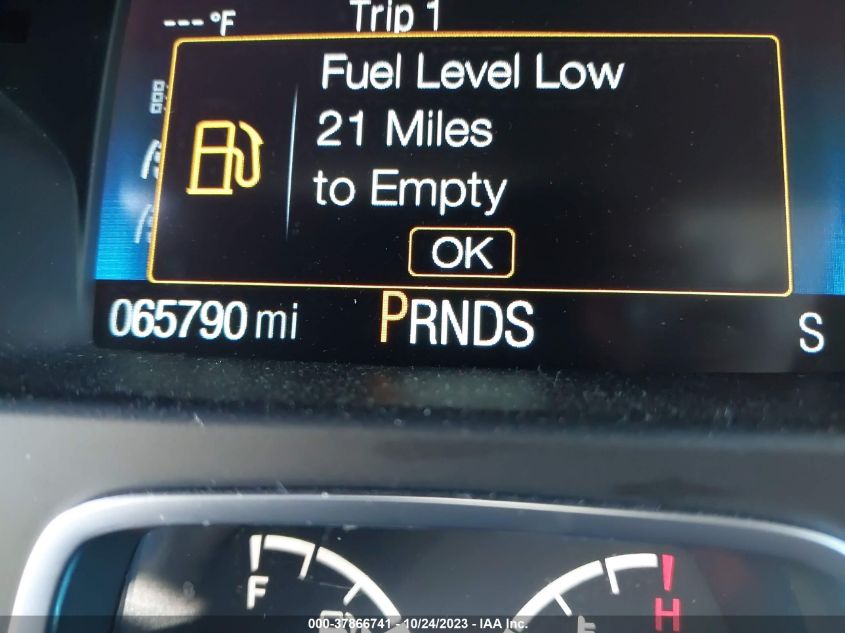 ---°F Trip 1
Fuel Level Low
21 Miles
to Empty
OK
065790 mi PRNDS S
F H
000-37866741 - 10/24/2023 - IAA Inc.